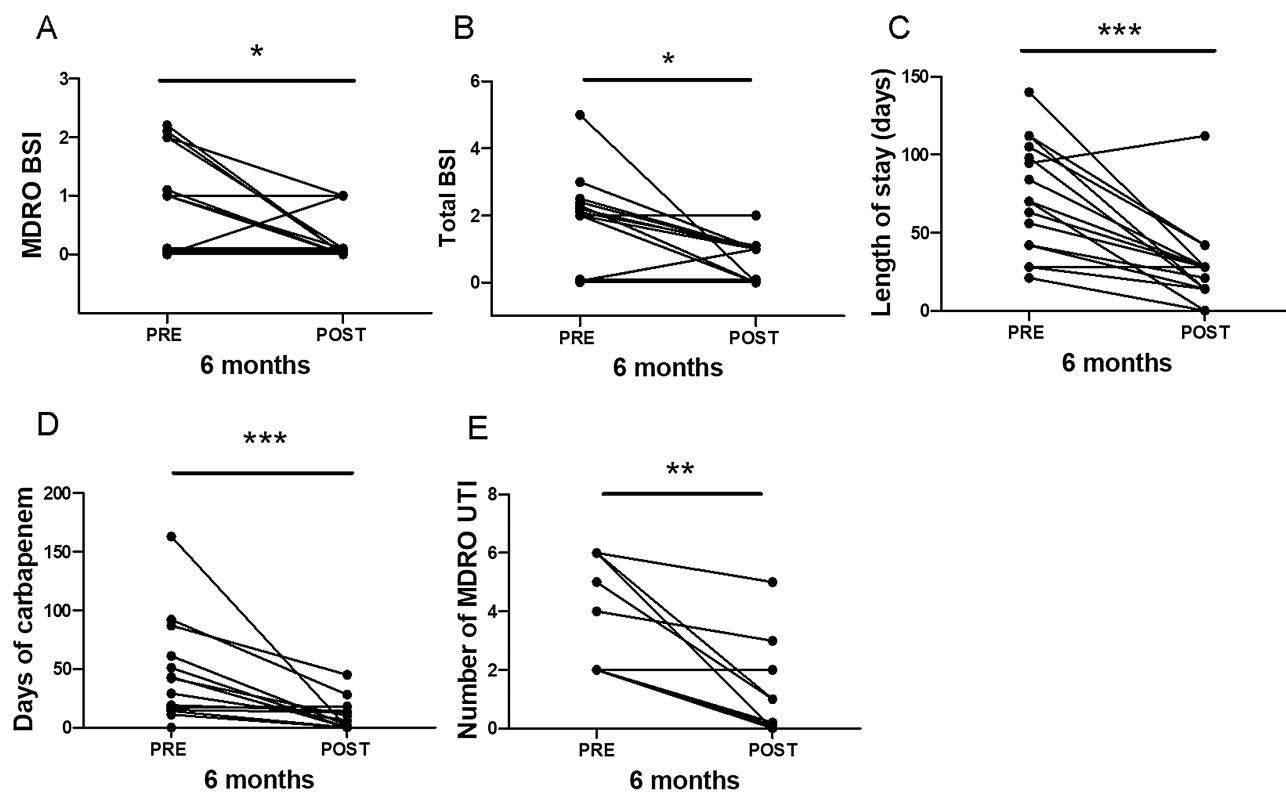 A
*
MDRO BSI
3
2
1
0
PRE POST
6 months
B
*
Total BSI
6
4
2
0
PRE POST
6 months
C
***
Length of stay (days)
150
100
50
0
PRE POST
6 months
D
***
Days of carbapenem
200
150
100
50
0
PRE POST
6 months
E
**
Number of MDRO UTI
8
6
4
2
0
PRE POST
6 months